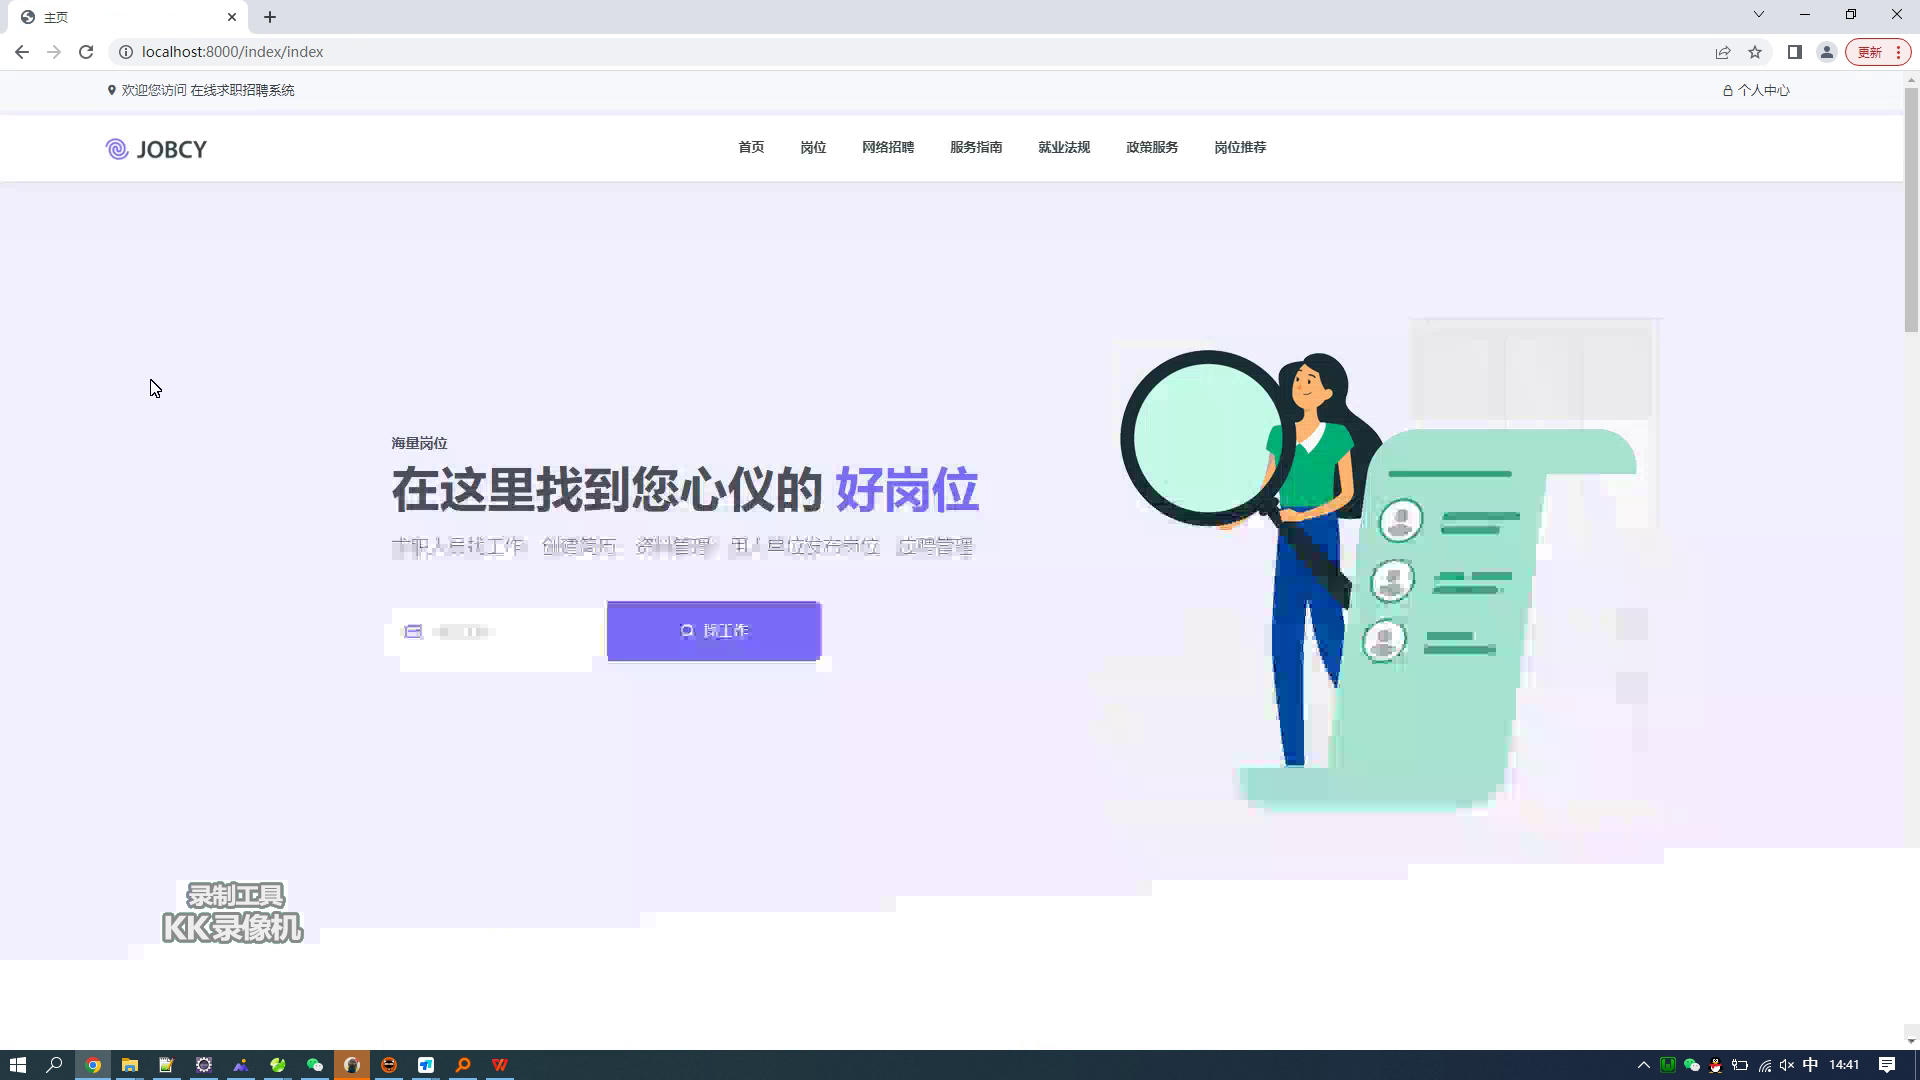 主页
localhost:8000/index/index
更新
欢迎您访问 在线求职招聘系统
个人中心
JOBCY
首页 岗位 网络招聘 服务指南 就业法规 政策服务 岗位推荐
海量岗位
在这里找到您心仪的 好岗位
求职人员找工作 创建简历 资料管理 用人单位发布岗位 应聘管理
找工作
录制工具
KK录像机
中 14:41